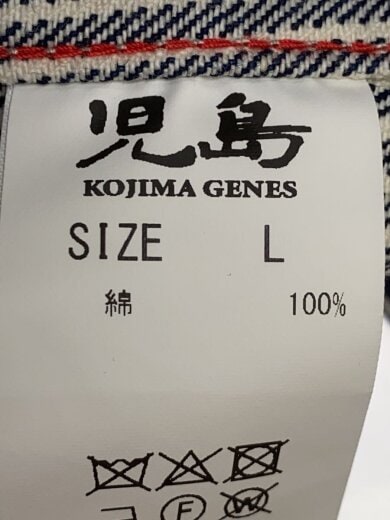 児島
KOJIMA GENES
SIZE L
綿 100%
F
W